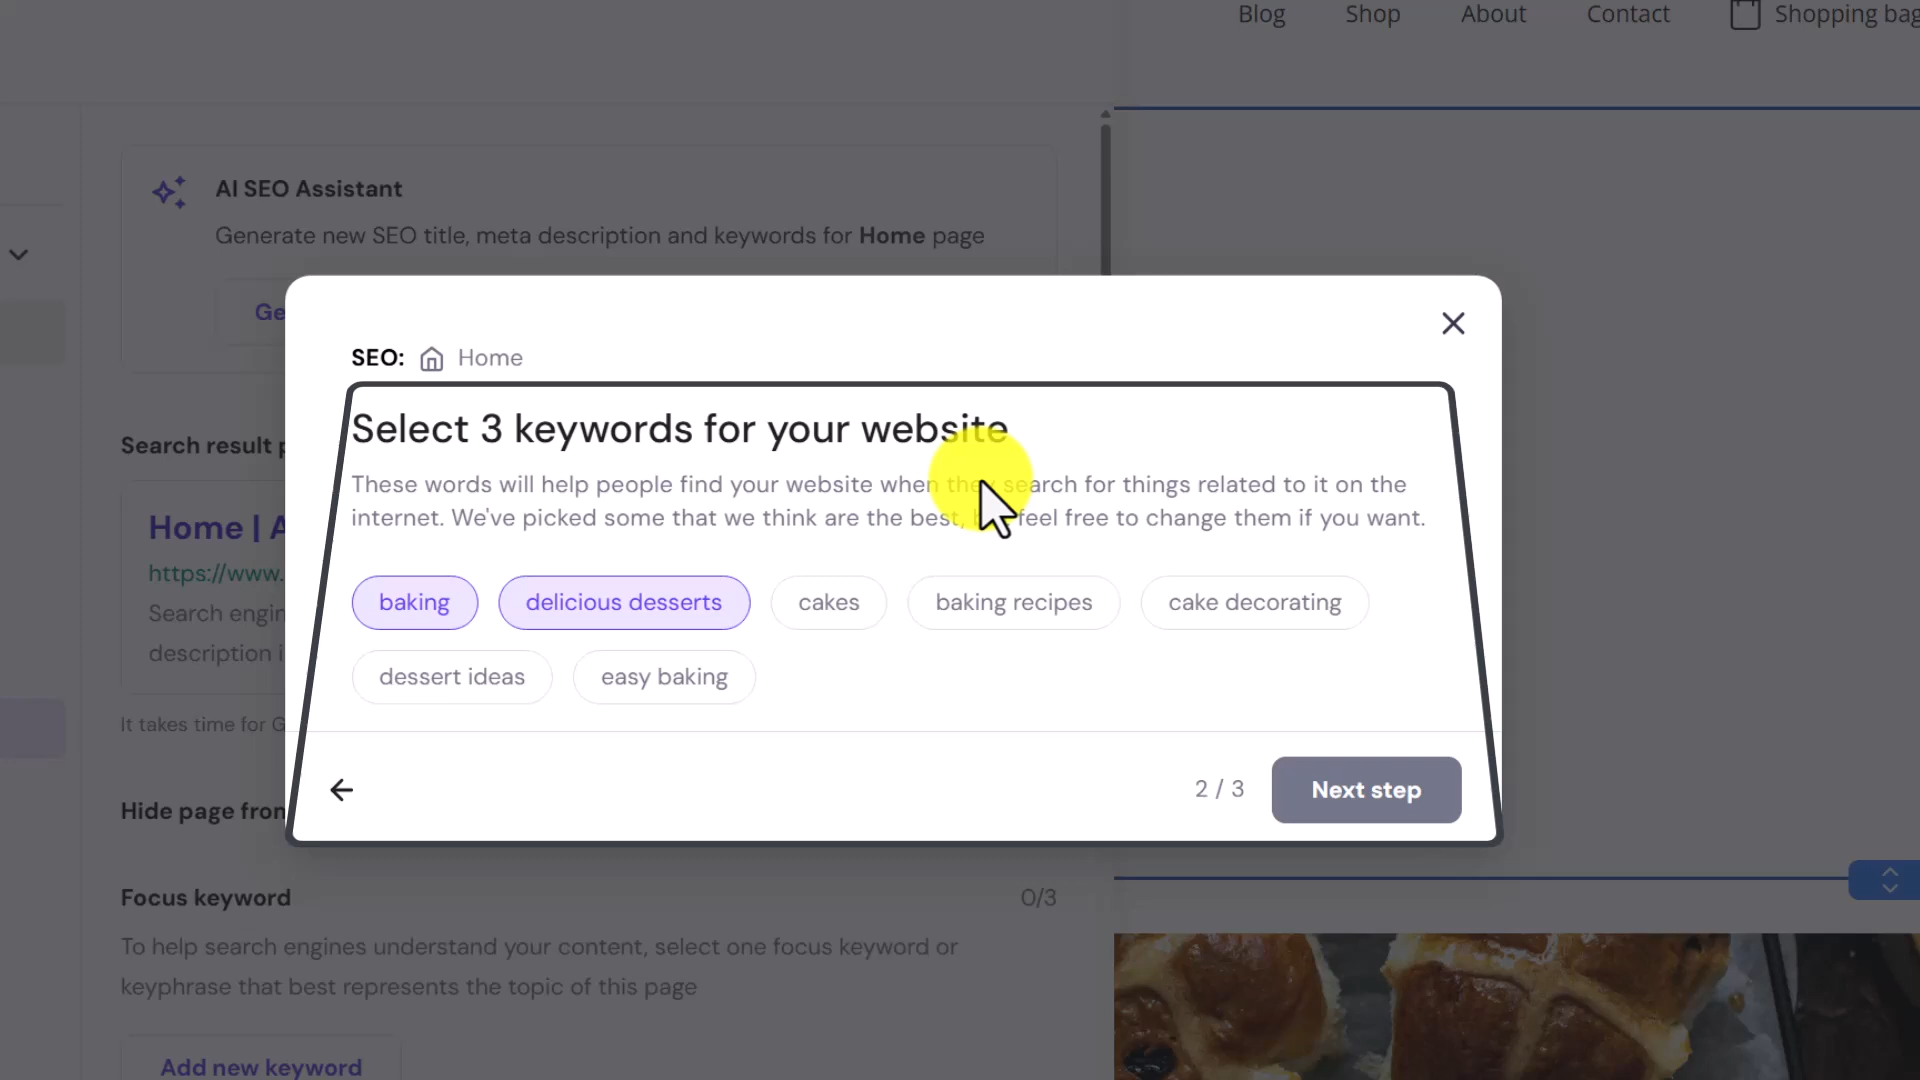 Blog Shop About Contact Shopping bag
AI SEO Assistant
Generate new SEO title, meta description and keywords for Home page
Ge
SEO: Home
Select 3 keywords for your website
These words will help people find your website when they search for things related to it on the
internet. We've picked some that we think are the best, but feel free to change them if you want.
baking delicious desserts cakes baking recipes cake decorating
dessert ideas easy baking
2 / 3 Next step
Search result
Home |
https://www.
Search engin
description
It takes time for G
Hide page from
Focus keyword 0/3
To help search engines understand your content, select one focus keyword or
keyphrase that best represents the topic of this page
Add new keyword